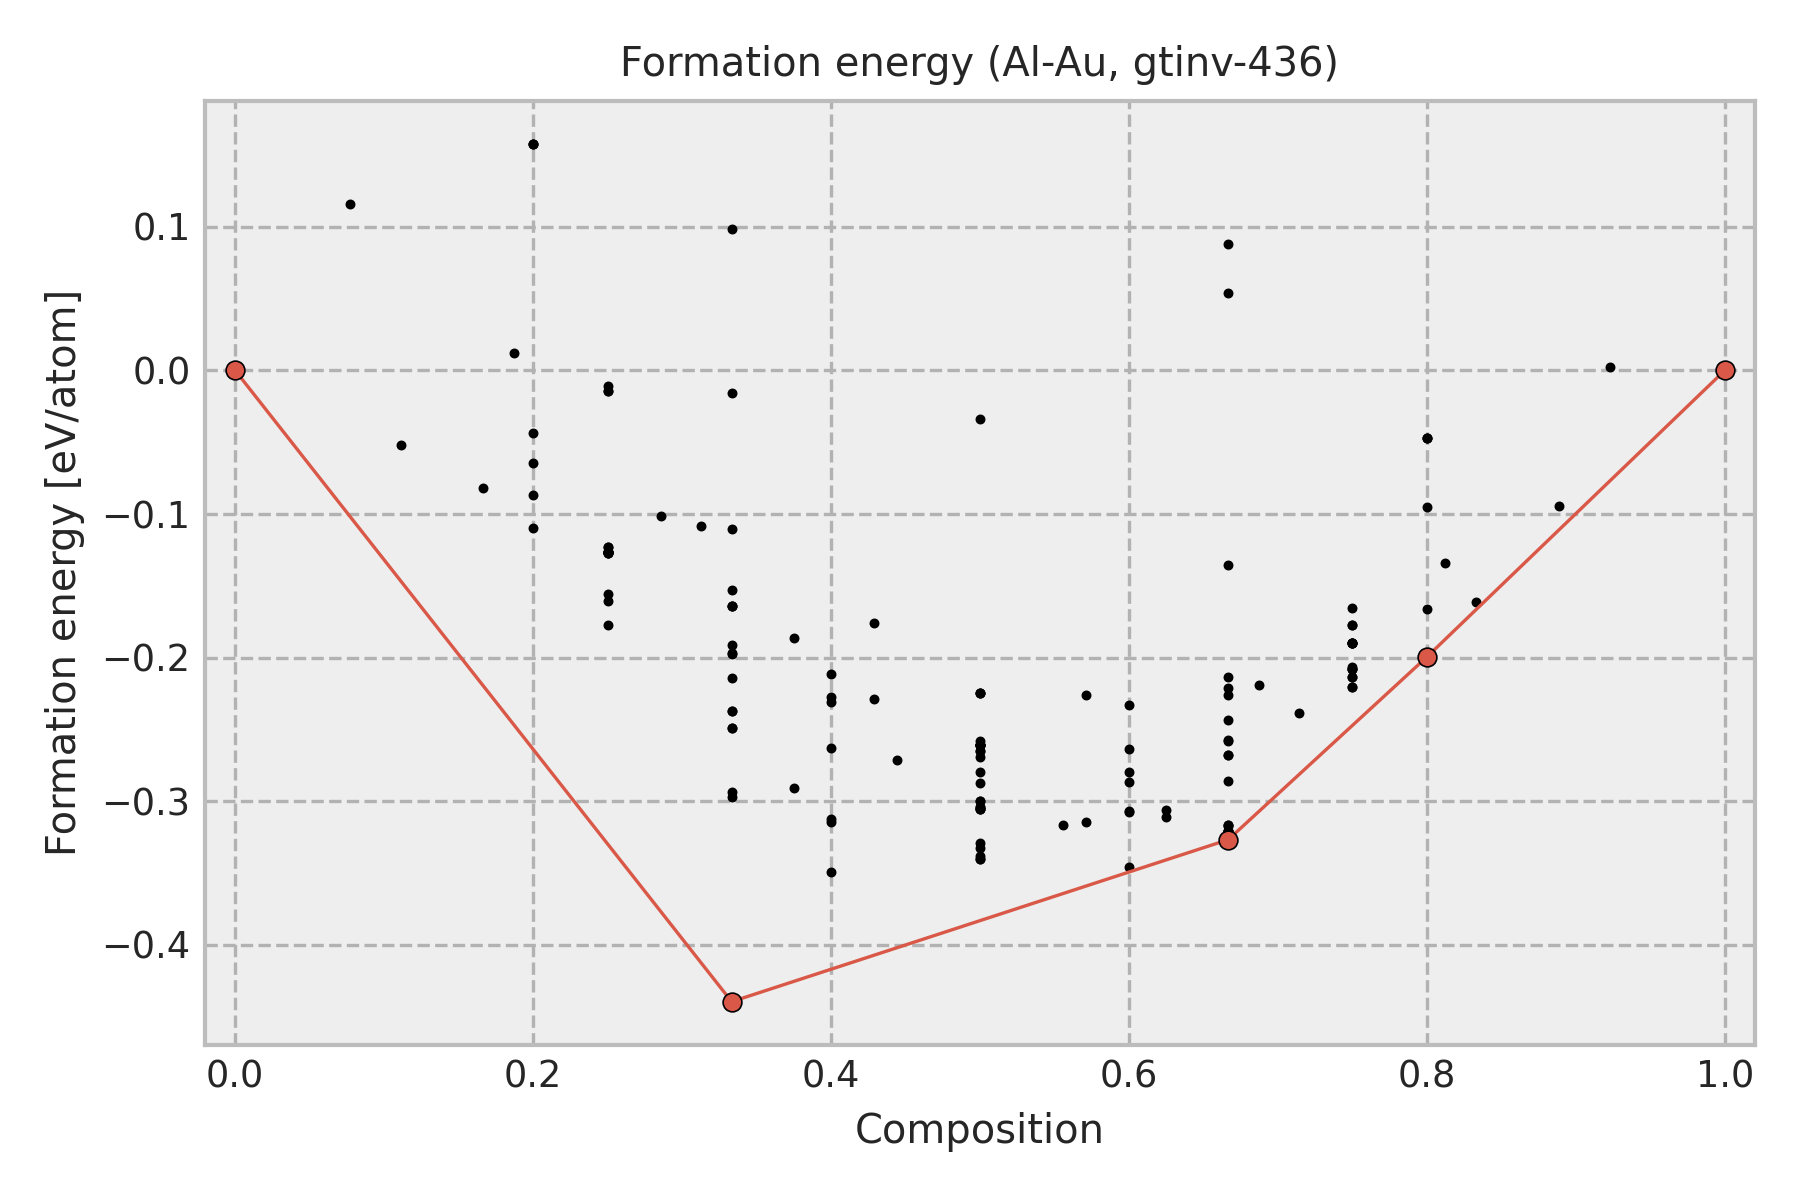 Formation energy (Al-Au, gtinv-436)
Formation energy [eV/atom]
0.1
0.0
−0.1
−0.2
−0.3
−0.4
0.0 0.2 0.4 0.6 0.8 1.0
Composition